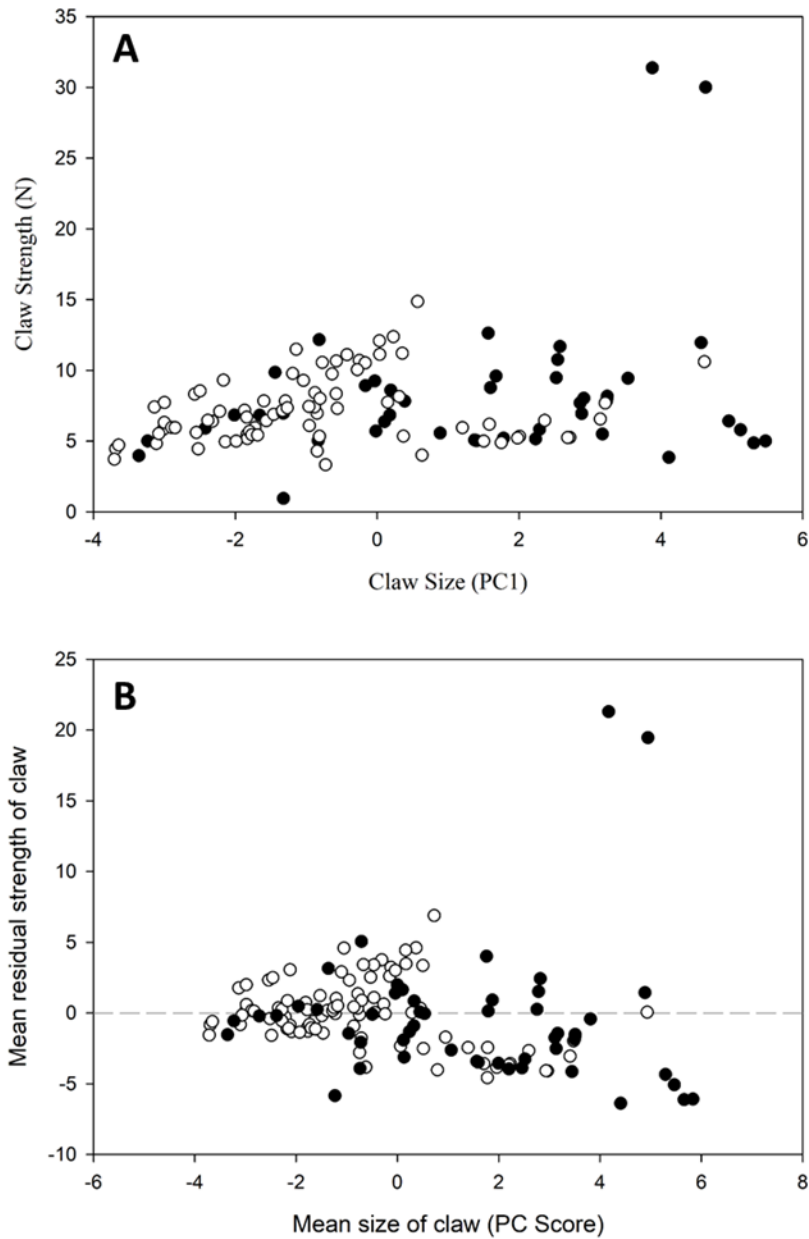 A
35
30
25
20
15
10
5
0
Claw Strength (N)
-4 -2 0 2 4 6
Claw Size (PC1)
B
25
20
15
10
5
0
-5
-10
Mean residual strength of claw
-6 -4 -2 0 2 4 6 8
Mean size of claw (PC Score)